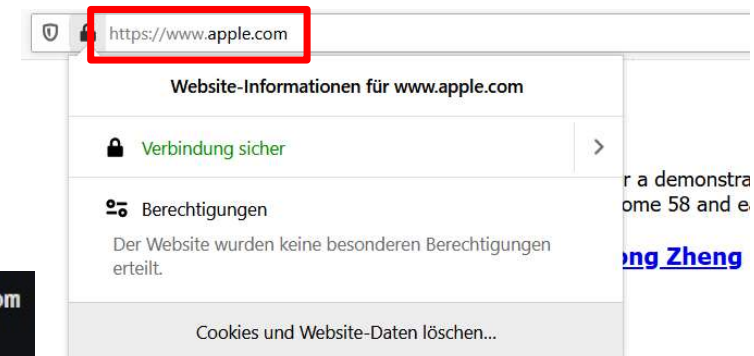 https://www.apple.com
Website-Informationen für www.apple.com
Verbindung sicher
r a demonstra
Berechtigungen
ome 58 and ea
Der Website wurden keine besonderen Berechtigungen
erteilt.
ong Zheng
om
Cookies und Website-Daten löschen...